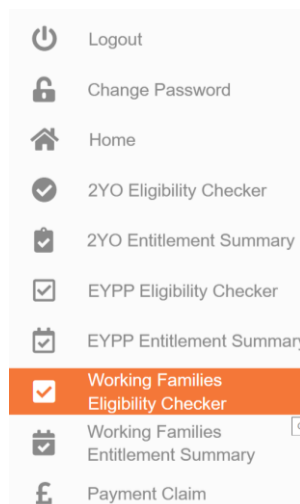 Logout
Change Password
Home
2YO Eligibility Checker
2YO Entitlement Summary
EYPP Eligibility Checker
EYPP Entitlement Summary
Working Families
Eligibility Checker
Working Families
Entitlement Summary
£ Payment Claim